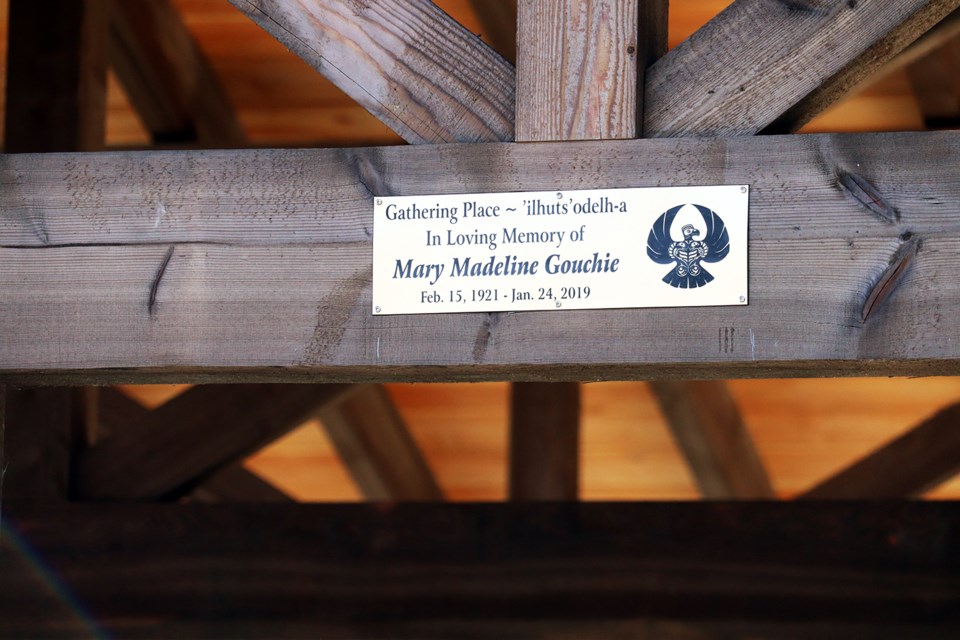 Gathering Place ~ ’ilhuts’odelh-a
In Loving Memory of
Mary Madeline Gouchie
Feb. 15, 1921 - Jan. 24, 2019